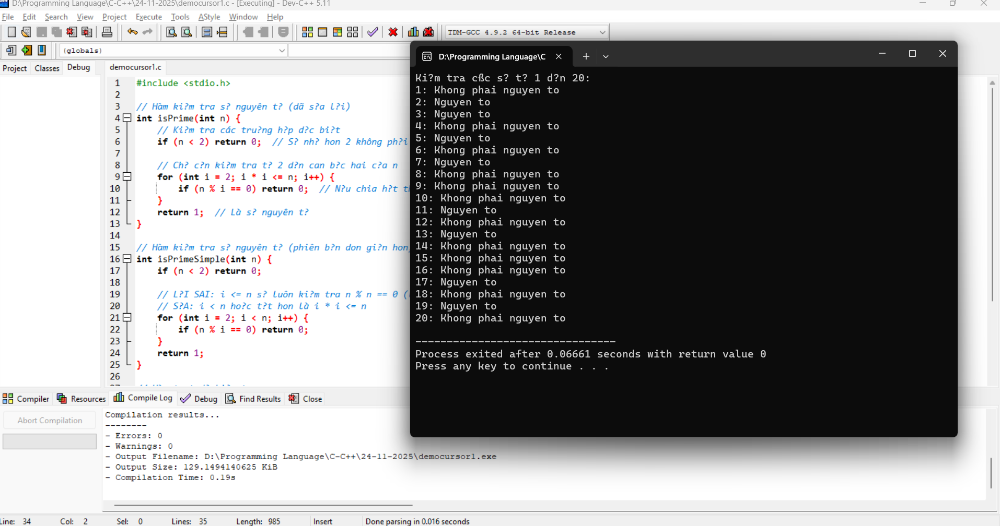 D:\Programming Language\C-C++\24-11-2025\democursor1.c - [Executing] - Dev-C++ 5.11
File Edit Search View Project Execute Tools AStyle Window Help
TDM-GCC 4.9.2 64-bit Release
(globals)
Project Classes Debug
democursor1.c
1 #include <stdio.h>
2
3 // Hàm ki?m tra s? nguyên t? (dã s?a l?i)
4 int isPrime(int n) {
5 // Ki?m tra các tru?ng h?p d?c bi?t
6 if (n < 2) return 0; // S? nh? hon 2 không ph?i
7
8 // Ch? c?n ki?m tra t? 2 d?n can b?c hai c?a n
9 for (int i = 2; i * i <= n; i++) {
10 if (n % i == 0) return 0; // N?u chia h?t
11 }
12 return 1; // Là s? nguyên t?
13 }
14
15 // Hàm ki?m tra s? nguyên t? (phiên b?n don gi?n hon
16 int isPrimeSimple(int n) {
17 if (n < 2) return 0;
18
19 // L?I SAI: i <= n s? luôn ki?m tra n % n == 0 (
20 // S?A: i < n ho?c t?t hon là i * i <= n
21 for (int i = 2; i < n; i++) {
22 if (n % i == 0) return 0;
23 }
24 return 1;
25 }
26
D:\Programming Language\C
Ki?m tra cßc s? t? 1 d?n 20:
1: Khong phai nguyen to
2: Nguyen to
3: Nguyen to
4: Khong phai nguyen to
5: Nguyen to
6: Khong phai nguyen to
7: Nguyen to
8: Khong phai nguyen to
9: Khong phai nguyen to
10: Khong phai nguyen to
11: Nguyen to
12: Khong phai nguyen to
13: Nguyen to
14: Khong phai nguyen to
15: Khong phai nguyen to
16: Khong phai nguyen to
17: Nguyen to
18: Khong phai nguyen to
19: Nguyen to
20: Khong phai nguyen to
--------------------------------
Process exited after 0.06661 seconds with return value 0
Press any key to continue . . .
Compiler Resources Compile Log Debug Find Results Close
Abort Compilation
Compilation results...
--------
- Errors: 0
- Warnings: 0
- Output Filename: D:\Programming Language\C-C++\24-11-2025\democursor1.exe
- Output Size: 129.1494140625 KiB
- Compilation Time: 0.19s
Line: 34 Col: 2 Sel: 0 Lines: 35 Length: 985 Insert Done parsing in 0.016 seconds